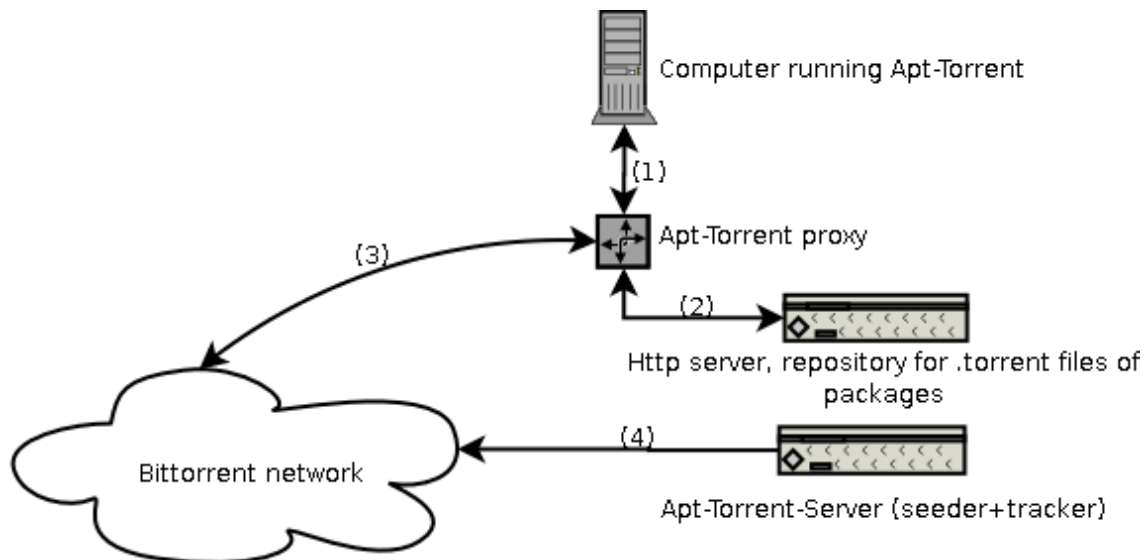 Computer running Apt-Torrent
(1)
Apt-Torrent proxy
(3)
(2)
Http server, repository for .torrent files of
packages
(4)
Bittorrent network
Apt-Torrent-Server (seeder+tracker)